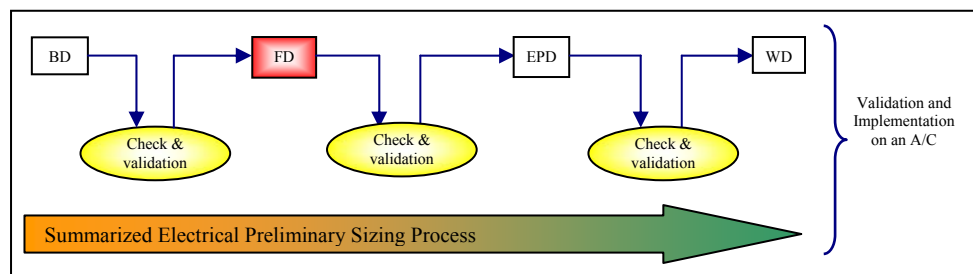 BD
FD
EPD
WD
Check &
validation
Check &
validation
Check &
validation
Validation and
Implementation
on an A/C
Summarized Electrical Preliminary Sizing Process